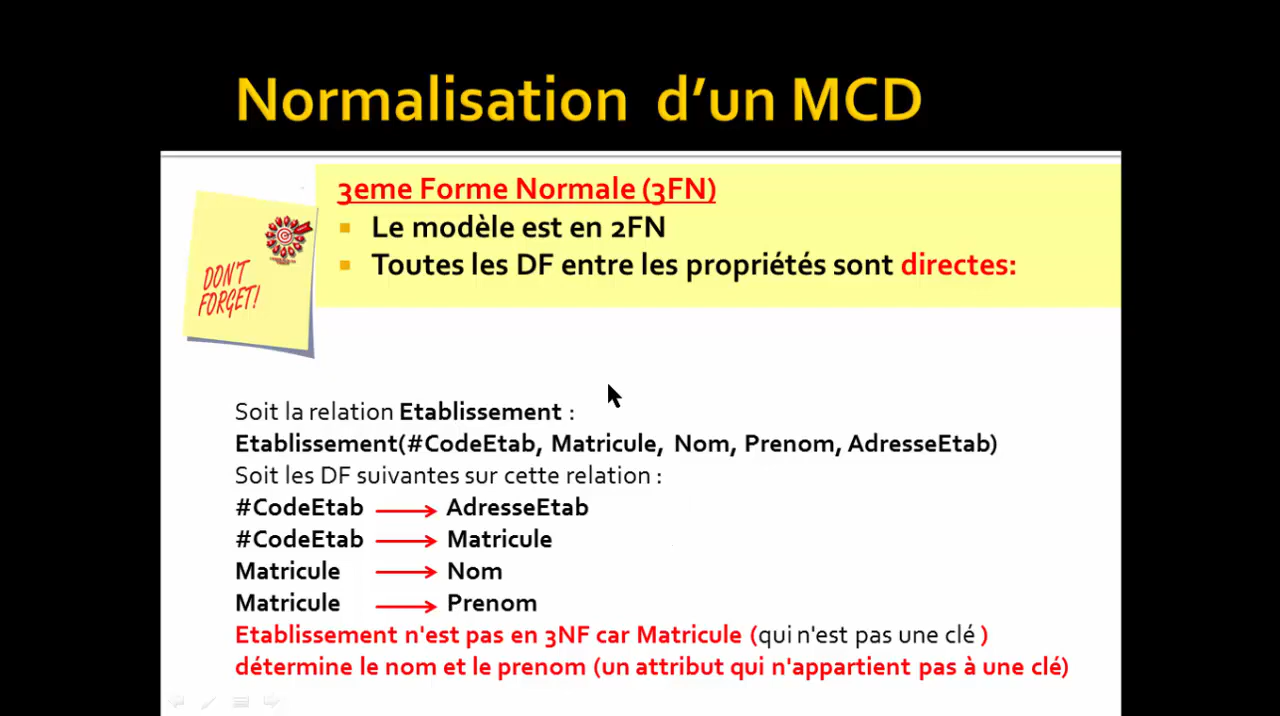 Normalisation d’un MCD
3eme Forme Normale (3FN)
Le modèle est en 2FN
Toutes les DF entre les propriétés sont directes:
DON'T
FORGET!
Soit la relation Etablissement :
Etablissement(#CodeEtab, Matricule, Nom, Prenom, AdresseEtab)
Soit les DF suivantes sur cette relation :
#CodeEtab → AdresseEtab
#CodeEtab → Matricule
Matricule → Nom
Matricule → Prenom
Etablissement n'est pas en 3NF car Matricule (qui n'est pas une clé )
détermine le nom et le prenom (un attribut qui n'appartient pas à une clé)